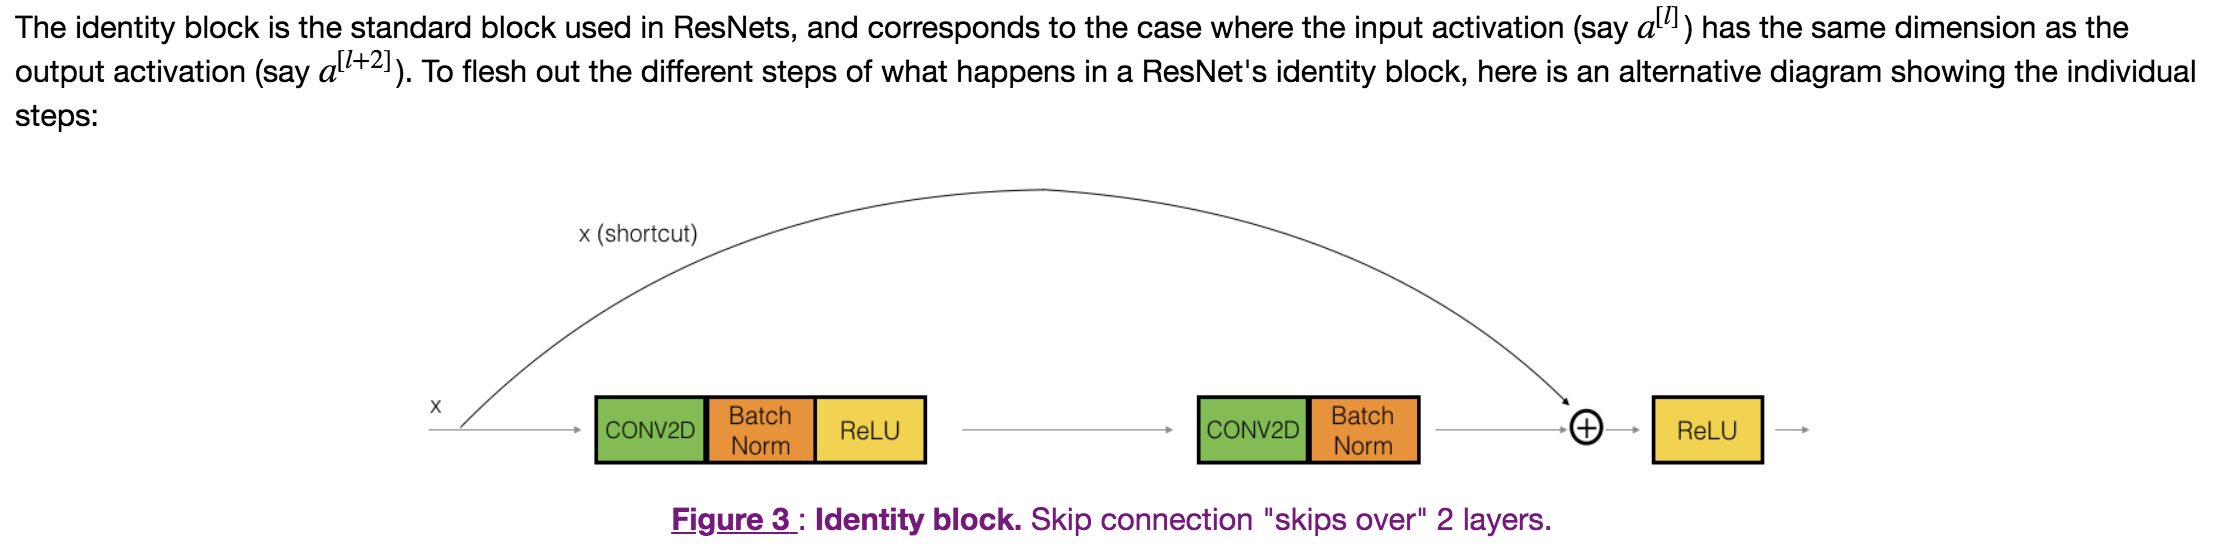 The identity block is the standard block used in ResNets, and corresponds to the case where the input activation (say a[l]) has the same dimension as the
output activation (say a[l+2]). To flesh out the different steps of what happens in a ResNet's identity block, here is an alternative diagram showing the individual
steps:
x (shortcut)
x
CONV2D
Batch
Norm
ReLU
CONV2D
Batch
Norm
+
ReLU
Figure 3 : Identity block. Skip connection "skips over" 2 layers.